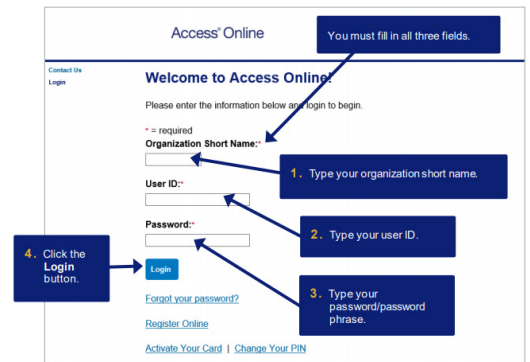 Access® Online
You must fill in all three fields.
Contact Us
Login
Welcome to Access Online!
Please enter the information below and login to begin.
* = required
Organization Short Name:*
1. Type your organization short name.
User ID:*
2. Type your user ID.
Password:*
4. Click the
Login
button.
Login
3. Type your
password/password
phrase.
Forgot your password?
Register Online
Activate Your Card | Change Your PIN